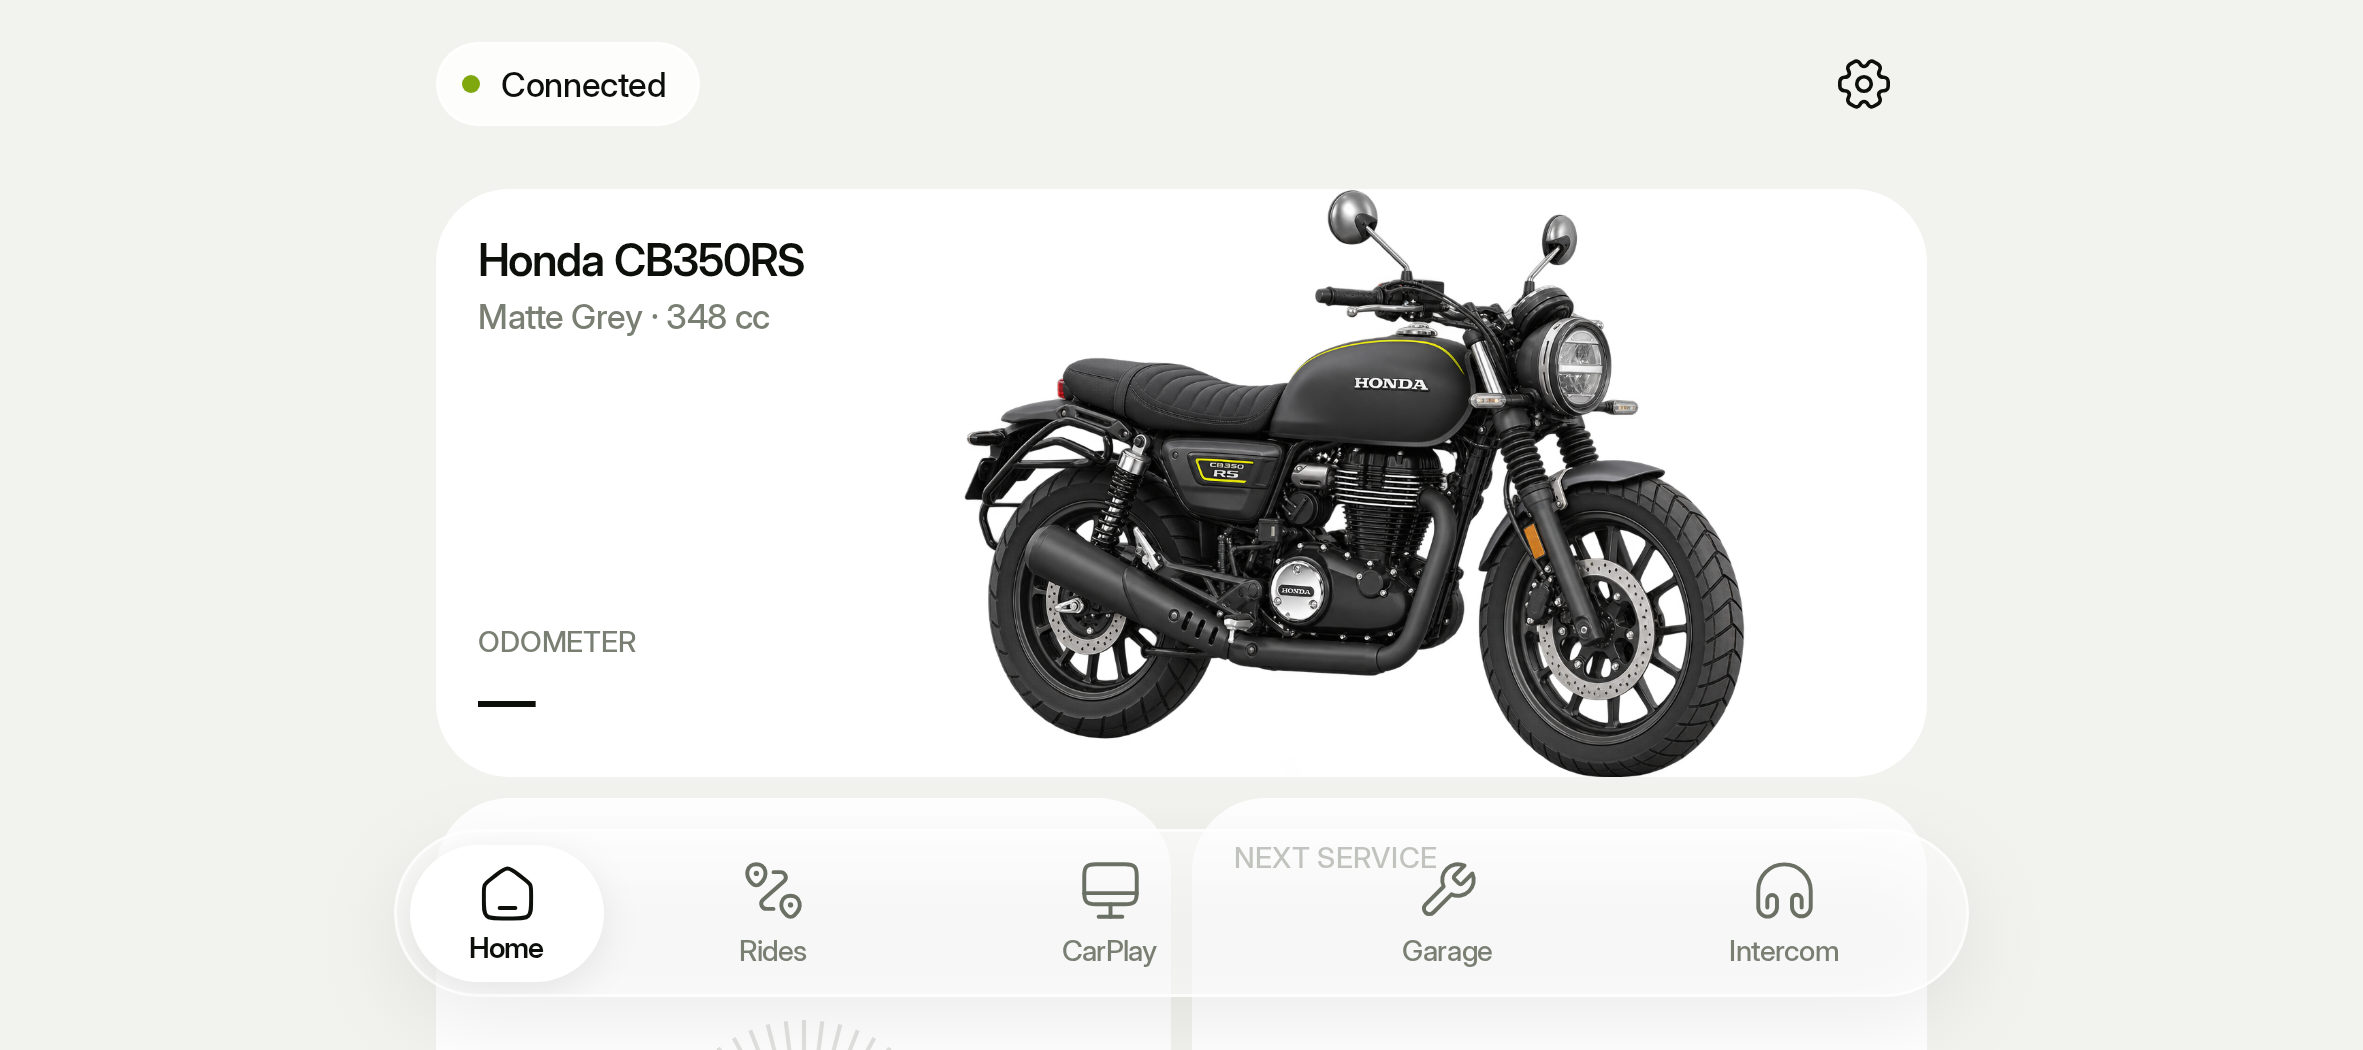 Connected
Honda CB350RS
Matte Grey · 348 cc
HONDA
CB350
RS
HONDA
ODOMETER
—
NEXT SERVICE
Home
Rides
CarPlay
Garage
Intercom